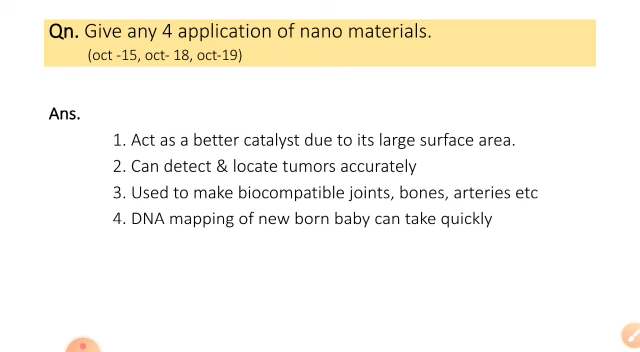 Qn. Give any 4 application of nano materials.
(oct -15, oct- 18, oct-19)
Ans.
1. Act as a better catalyst due to its large surface area.
2. Can detect & locate tumors accurately
3. Used to make biocompatible joints, bones, arteries etc
4. DNA mapping of new born baby can take quickly